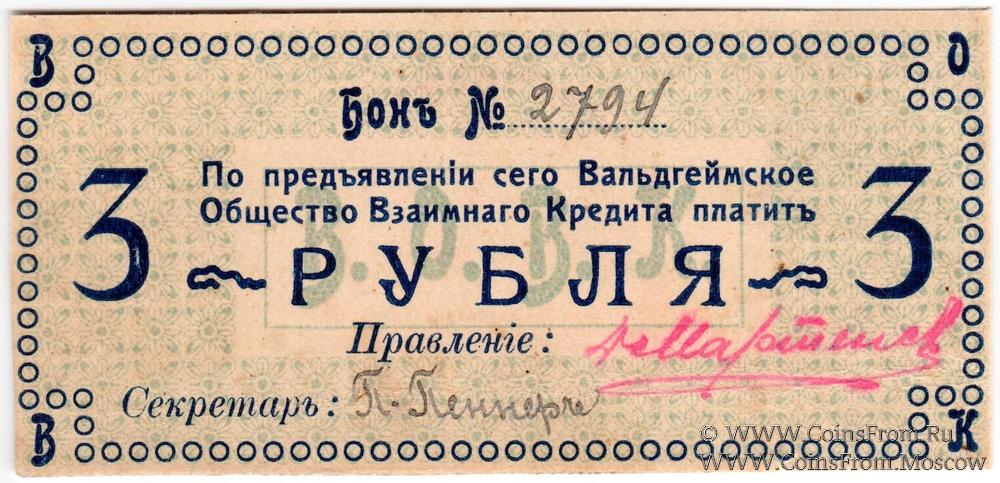 В О
Бонъ № 2794
По предъявленіи сего Вальдгеймское
Общество Взаимнаго Кредита платитъ
3 РУБЛЯ 3
В.О.В.К
Правленіе: Мартенс
Секретарь: П. Пеннеръ
В К
© WWW.CoinsFrom.Ru
WWW.CoinsFrom.Moscow